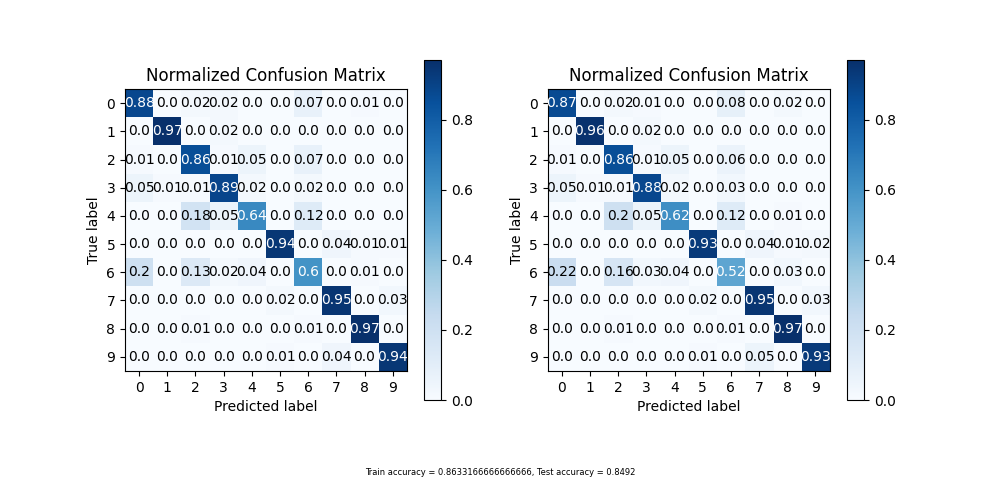 Normalized Confusion Matrix
0 0.88 0.0 0.02 0.02 0.0 0.0 0.07 0.0 0.01 0.0
1 0.0 0.97 0.0 0.02 0.0 0.0 0.0 0.0 0.0 0.0
2 0.01 0.0 0.86 0.01 0.05 0.0 0.07 0.0 0.0 0.0
3 0.05 0.01 0.01 0.89 0.02 0.0 0.02 0.0 0.0 0.0
4 0.0 0.0 0.18 0.05 0.64 0.0 0.12 0.0 0.0 0.0
5 0.0 0.0 0.0 0.0 0.0 0.94 0.0 0.04 0.01 0.01
6 0.2 0.0 0.13 0.02 0.04 0.0 0.6 0.0 0.01 0.0
7 0.0 0.0 0.0 0.0 0.0 0.02 0.0 0.95 0.0 0.03
8 0.0 0.0 0.01 0.0 0.0 0.0 0.01 0.0 0.97 0.0
9 0.0 0.0 0.0 0.0 0.0 0.01 0.0 0.04 0.0 0.94
0 1 2 3 4 5 6 7 8 9
True label
Predicted label
0.8
0.6
0.4
0.2
0.0
Normalized Confusion Matrix
0 0.87 0.0 0.02 0.01 0.0 0.0 0.08 0.0 0.02 0.0
1 0.0 0.96 0.0 0.02 0.0 0.0 0.0 0.0 0.0 0.0
2 0.01 0.0 0.86 0.01 0.05 0.0 0.06 0.0 0.0 0.0
3 0.05 0.01 0.01 0.88 0.02 0.0 0.03 0.0 0.0 0.0
4 0.0 0.0 0.2 0.05 0.62 0.0 0.12 0.0 0.01 0.0
5 0.0 0.0 0.0 0.0 0.0 0.93 0.0 0.04 0.01 0.02
6 0.22 0.0 0.16 0.03 0.04 0.0 0.52 0.0 0.03 0.0
7 0.0 0.0 0.0 0.0 0.0 0.02 0.0 0.95 0.0 0.03
8 0.0 0.0 0.01 0.0 0.0 0.0 0.01 0.0 0.97 0.0
9 0.0 0.0 0.0 0.0 0.0 0.01 0.0 0.05 0.0 0.93
0 1 2 3 4 5 6 7 8 9
True label
Predicted label
0.8
0.6
0.4
0.2
0.0
Train accuracy = 0.8633166666666666, Test accuracy = 0.8492